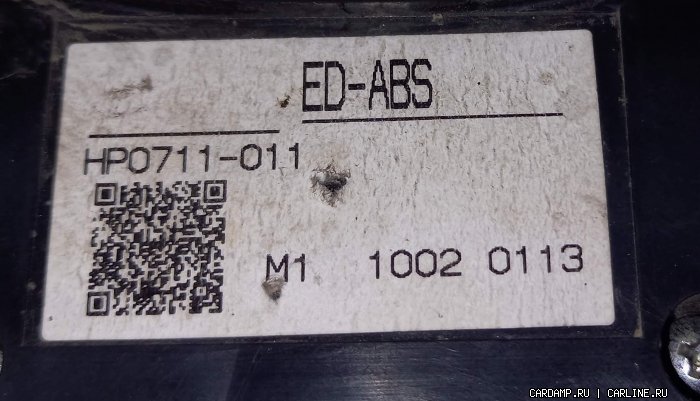 ED-ABS
HP0711-011
M1 1002 0113
CARDAMP.RU | CARLINE.RU